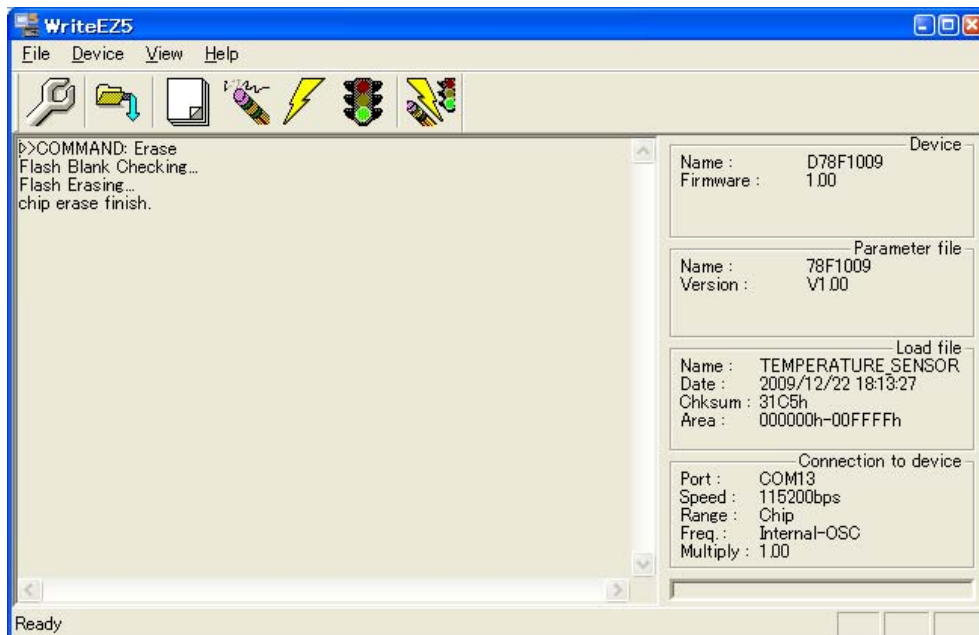 WriteEZ5
File Device View Help
>>COMMAND: Erase
Flash Blank Checking...
Flash Erasing...
chip erase finish.
Device
Name : D78F1009
Firmware : 1.00
Parameter file
Name : 78F1009
Version : V1.00
Load file
Name : TEMPERATURE_SENSOR
Date : 2009/12/22 18:13:27
Chksum : 31C5h
Area : 000000h-00FFFFh
Connection to device
Port : COM13
Speed : 115200bps
Range : Chip
Freq. : Internal-OSC
Multiply : 1.00
Ready